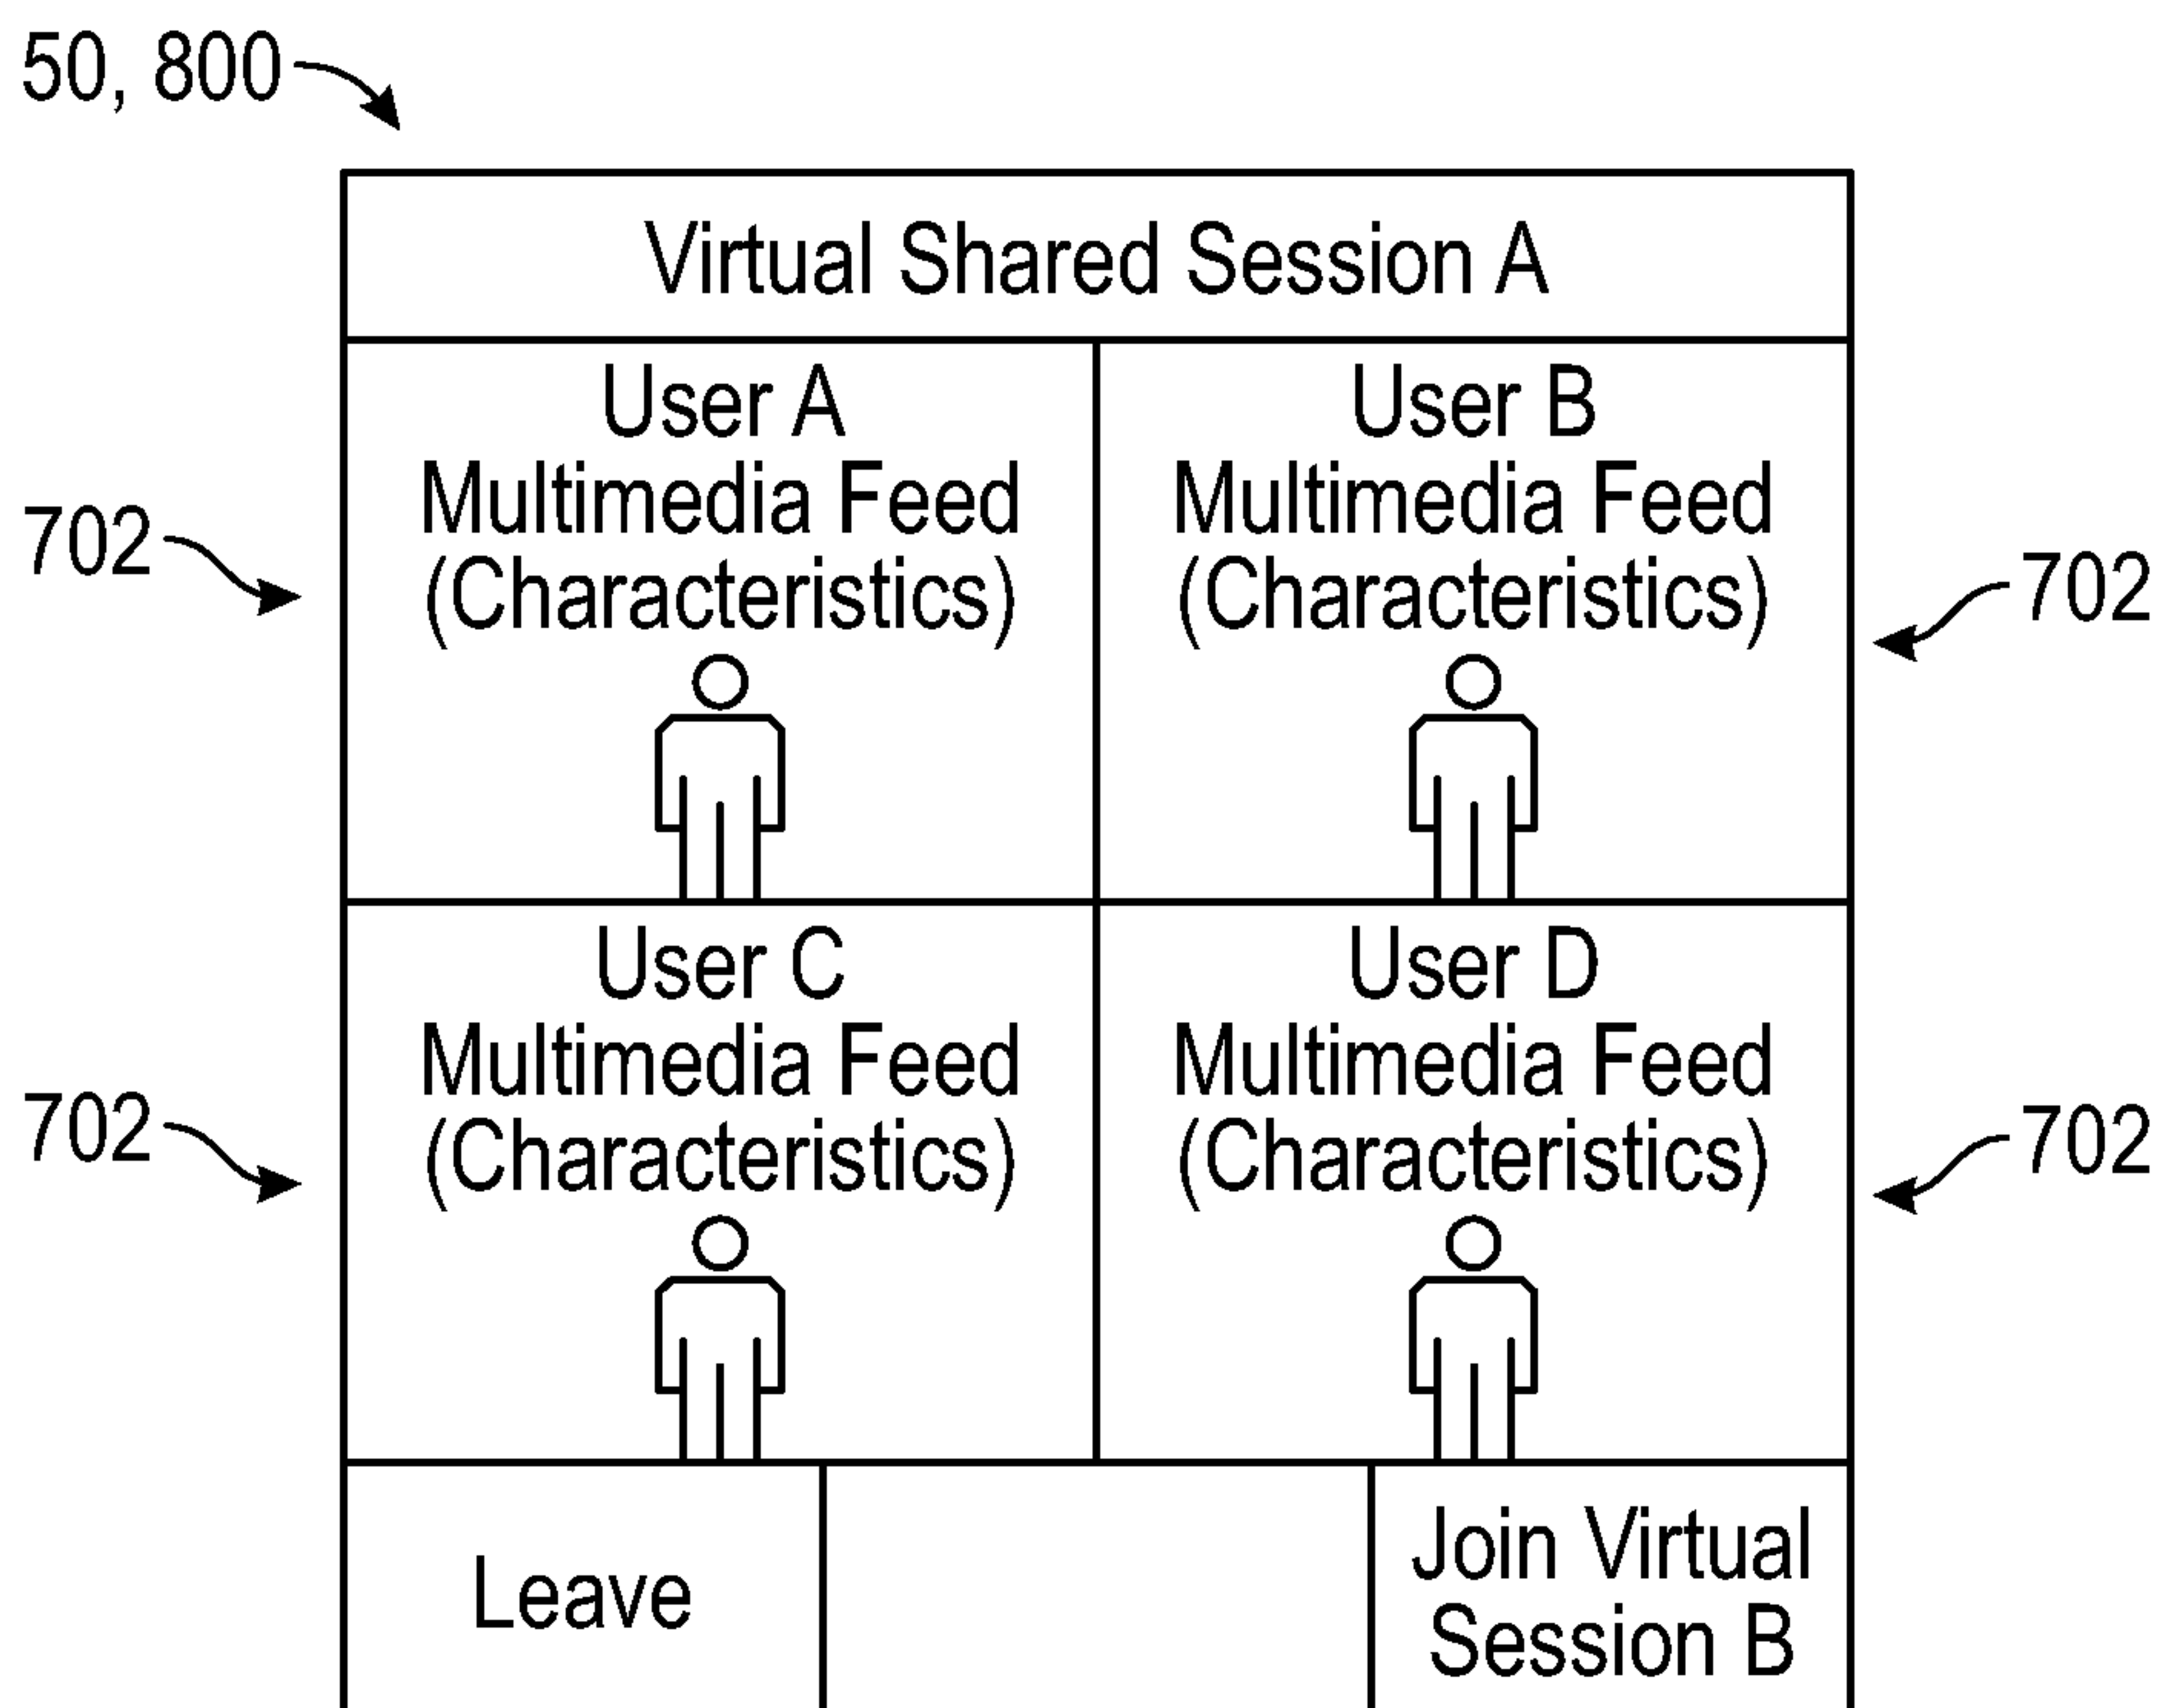 50, 800
Virtual Shared Session A
User A
Multimedia Feed
(Characteristics)
User B
Multimedia Feed
(Characteristics)
702
702
User C
Multimedia Feed
(Characteristics)
User D
Multimedia Feed
(Characteristics)
702
702
Leave
Join Virtual
Session B